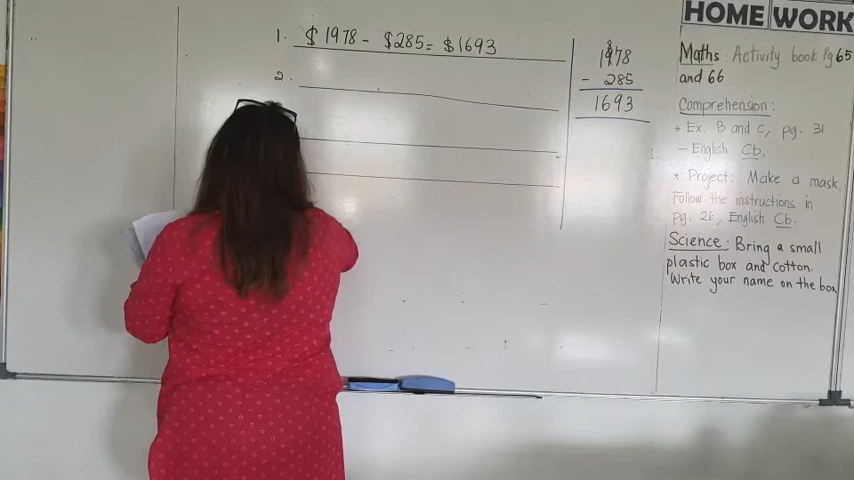 1. $1978 - $285 = $1693
2.
8
1978
- 285
1693
HOME WORK
Maths: Activity book Pg 65
and 66
Comprehension:
* Ex. B and C, pg. 31
- English Cb.
* Project: Make a mask.
Follow the instructions in
pg. 26, English Cb.
Science: Bring a small
plastic box and cotton.
Write your name on the box